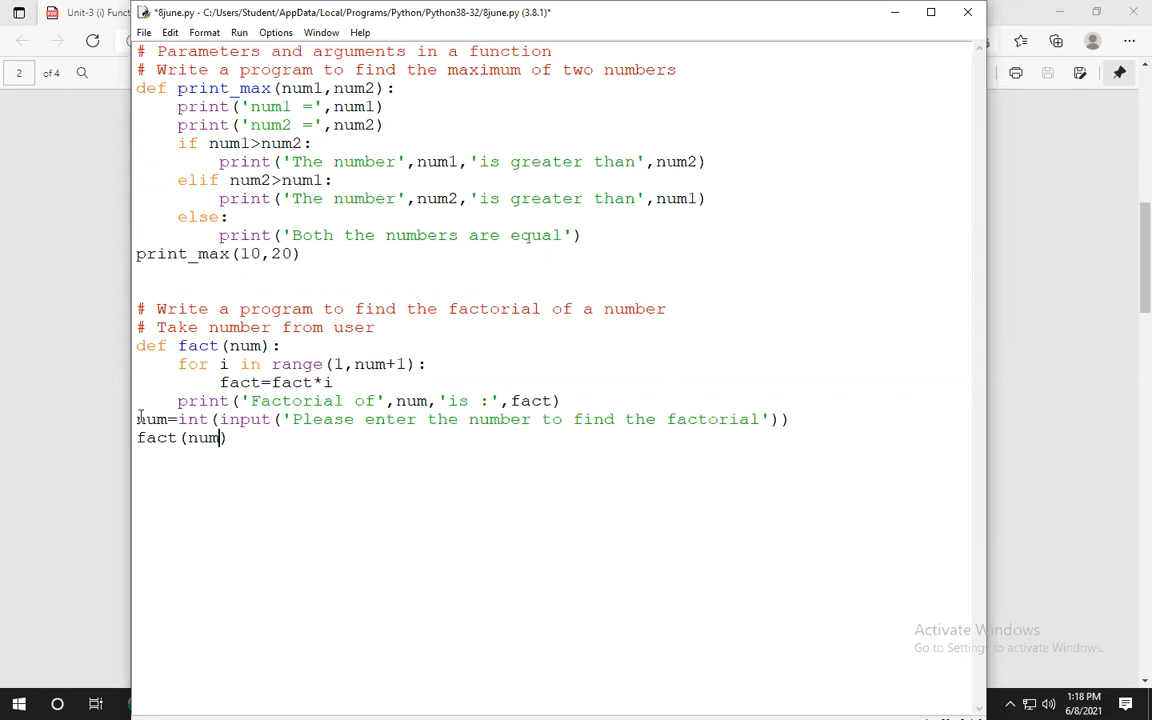 Unit-3 (i) Funct
*8june.py - C:/Users/Student/AppData/Local/Programs/Python/Python38-32/8june.py (3.8.1)*
File Edit Format Run Options Window Help
2 of 4
# Parameters and arguments in a function
# Write a program to find the maximum of two numbers
def print_max(num1,num2):
    print('num1 =',num1)
    print('num2 =',num2)
    if num1>num2:
        print('The number',num1,'is greater than',num2)
    elif num2>num1:
        print('The number',num2,'is greater than',num1)
    else:
        print('Both the numbers are equal')
print_max(10,20)
# Write a program to find the factorial of a number
# Take number from user
def fact(num):
    for i in range(1,num+1):
        fact=fact*i
    print('Factorial of',num,'is :',fact)
num=int(input('Please enter the number to find the factorial'))
fact(num)
Activate Windows
Go to Settings to activate Windows.
1:18 PM
6/8/2021